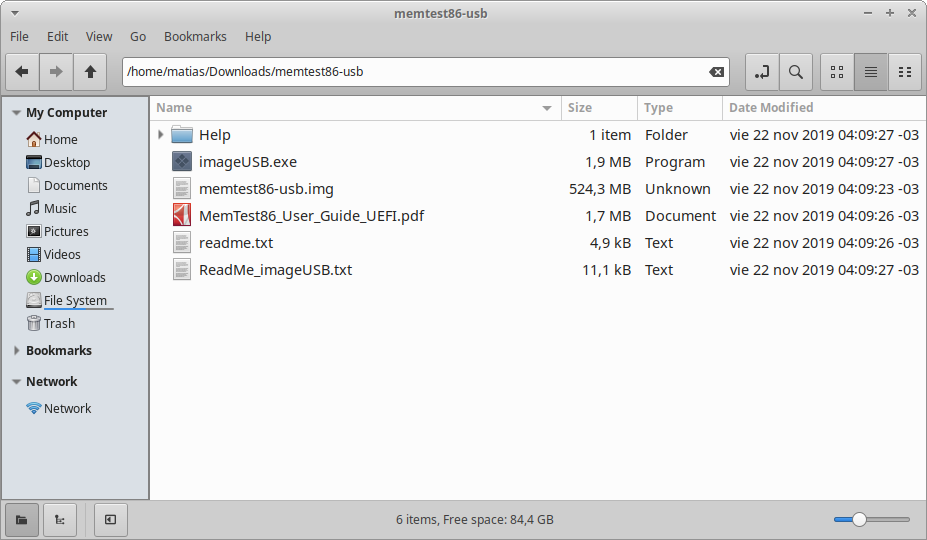 memtest86-usb
File Edit View Go Bookmarks Help
/home/matias/Downloads/memtest86-usb
My Computer
Home
Desktop
Documents
Music
Pictures
Videos
Downloads
File System
Trash
Bookmarks
Network
Network
Name Size Type Date Modified
Help 1 item Folder vie 22 nov 2019 04:09:27 -03
imageUSB.exe 1,9 MB Program vie 22 nov 2019 04:09:27 -03
memtest86-usb.img 524,3 MB Unknown vie 22 nov 2019 04:09:23 -03
MemTest86_User_Guide_UEFI.pdf 1,7 MB Document vie 22 nov 2019 04:09:26 -03
readme.txt 4,9 kB Text vie 22 nov 2019 04:09:26 -03
ReadMe_imageUSB.txt 11,1 kB Text vie 22 nov 2019 04:09:27 -03
6 items, Free space: 84,4 GB